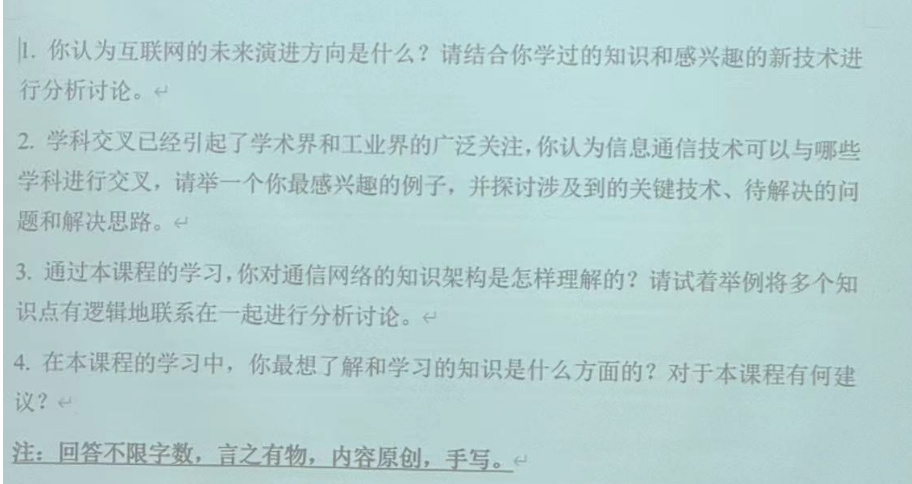 1. 你认为互联网的未来演进方向是什么？请结合你学过的知识和感兴趣的新技术进
行分析讨论。
2. 学科交叉已经引起了学术界和工业界的广泛关注，你认为信息通信技术可以与哪些
学科进行交叉，请举一个你最感兴趣的例子，并探讨涉及到的关键技术、待解决的问
题和解决思路。
3. 通过本课程的学习，你对通信网络的知识架构是怎样理解的？请试着举例将多个知
识点有逻辑地联系在一起进行分析讨论。
4. 在本课程的学习中，你最想了解和学习的知识是什么方面的？对于本课程有何建
议？
注：回答不限字数，言之有物，内容原创，手写。